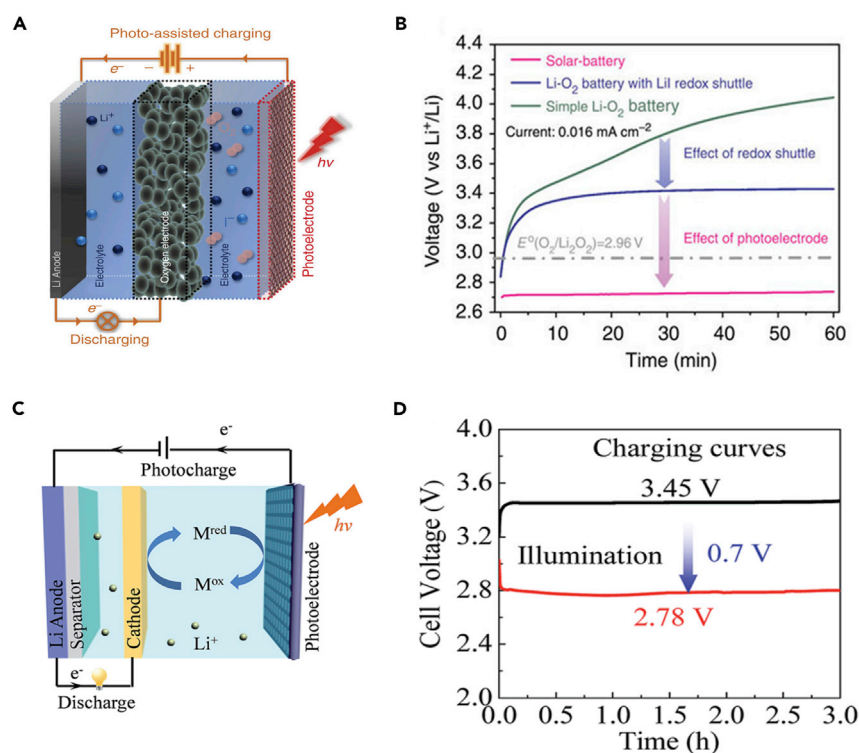 A
Photo-assisted charging
e⁻ − +
Li⁺
hν
Li Anode
Electrolyte
Oxygen electrode
Electrolyte
I⁻
Photoelectrode
e⁻
Discharging
B
Voltage (V vs Li⁺/Li)
4.4
4.2
4.0
3.8
3.6
3.4
3.2
3.0
2.8
2.6
Solar-battery
Li-O₂ battery with LiI redox shuttle
Simple Li-O₂ battery
Current: 0.016 mA cm⁻²
Effect of redox shuttle
E⁰(O₂/Li₂O₂)=2.96 V
Effect of photoelectrode
0 10 20 30 40 50 60
Time (min)
C
e⁻ e⁻
Photocharge
hν
M^red
M^ox
Li⁺
Li Anode
Separator
Cathode
Photoelectrode
e⁻
Discharge
D
Cell Voltage (V)
4.0
3.6
3.2
2.8
2.4
2.0
Charging curves
3.45 V
Illumination
0.7 V
2.78 V
0.0 0.5 1.0 1.5 2.0 2.5 3.0
Time (h)